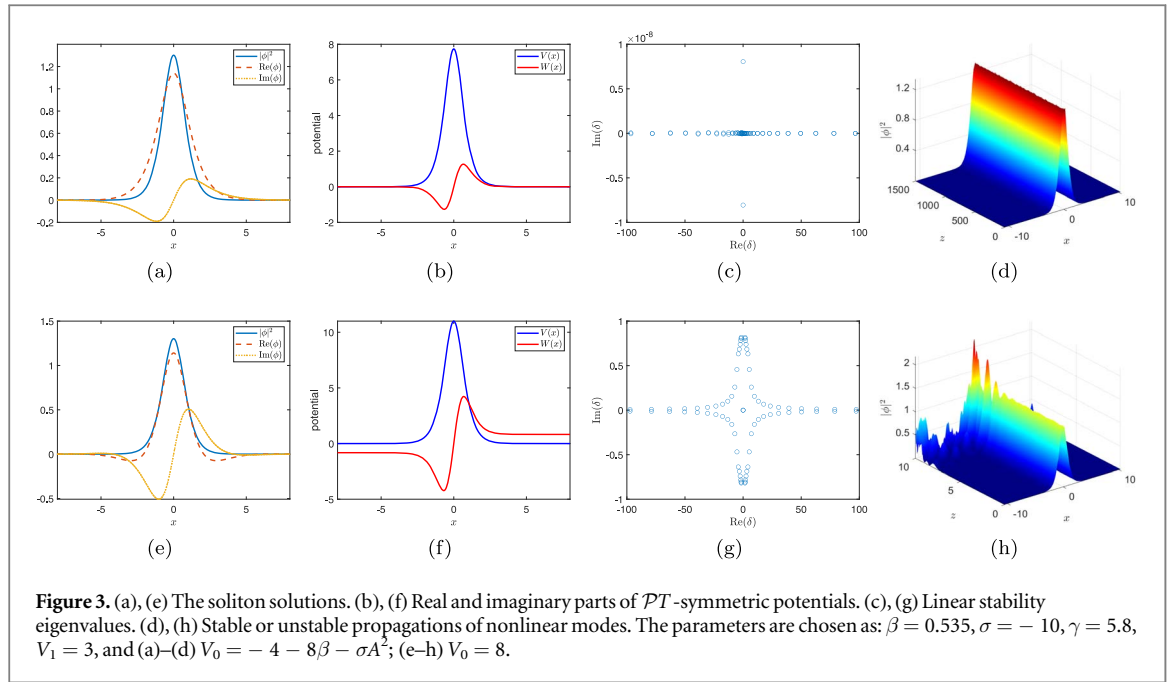 1.2
1
0.8
0.6
0.4
0.2
0
-0.2
-5 0 5
x
|ϕ|²
Re(ϕ)
Im(ϕ)
(a)
8
6
4
2
0
-2
potential
-5 0 5
x
V(x)
W(x)
(b)
×10⁻⁸
1
0.5
0
-0.5
-1
Im(δ)
-100 -50 0 50 100
Re(δ)
(c)
1.2
0.8
0.4
|ϕ|²
1500
1000
500
0
z
-10 0 10
x
(d)
1.5
1
0.5
0
-0.5
-5 0 5
x
|ϕ|²
Re(ϕ)
Im(ϕ)
(e)
10
5
0
-5
potential
-5 0 5
x
V(x)
W(x)
(f)
1
0.5
0
-0.5
-1
Im(δ)
-100 -50 0 50 100
Re(δ)
(g)
2
1.5
1
0.5
|ϕ|²
10
5
0
z
-10 0 10
x
(h)
Figure 3. (a), (e) The soliton solutions. (b), (f) Real and imaginary parts of 𝒫T-symmetric potentials. (c), (g) Linear stability
eigenvalues. (d), (h) Stable or unstable propagations of nonlinear modes. The parameters are chosen as: β = 0.535, σ = − 10, γ = 5.8,
V₁ = 3, and (a)–(d) V₀ = − 4 − 8β − σA²; (e–h) V₀ = 8.